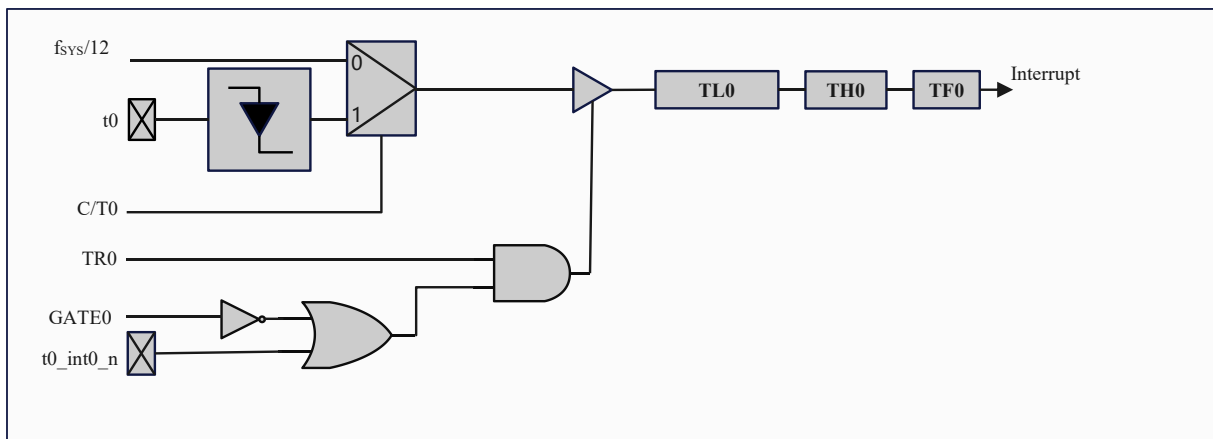 fSYS/12
0
t0
1
TL0
TH0
TF0
Interrupt
C/T0
TR0
GATE0
t0_int0_n